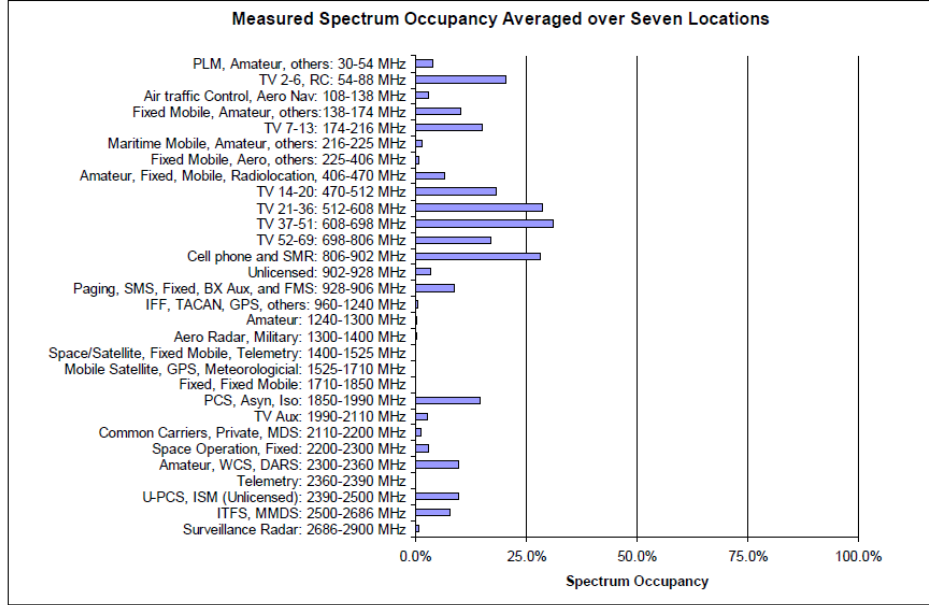 Measured Spectrum Occupancy Averaged over Seven Locations
PLM, Amateur, others: 30-54 MHz
TV 2-6, RC: 54-88 MHz
Air traffic Control, Aero Nav: 108-138 MHz
Fixed Mobile, Amateur, others:138-174 MHz
TV 7-13: 174-216 MHz
Maritime Mobile, Amateur, others: 216-225 MHz
Fixed Mobile, Aero, others: 225-406 MHz
Amateur, Fixed, Mobile, Radiolocation, 406-470 MHz
TV 14-20: 470-512 MHz
TV 21-36: 512-608 MHz
TV 37-51: 608-698 MHz
TV 52-69: 698-806 MHz
Cell phone and SMR: 806-902 MHz
Unlicensed: 902-928 MHz
Paging, SMS, Fixed, BX Aux, and FMS: 928-906 MHz
IFF, TACAN, GPS, others: 960-1240 MHz
Amateur: 1240-1300 MHz
Aero Radar, Military: 1300-1400 MHz
Space/Satellite, Fixed Mobile, Telemetry: 1400-1525 MHz
Mobile Satellite, GPS, Meteorologicial: 1525-1710 MHz
Fixed, Fixed Mobile: 1710-1850 MHz
PCS, Asyn, Iso: 1850-1990 MHz
TV Aux: 1990-2110 MHz
Common Carriers, Private, MDS: 2110-2200 MHz
Space Operation, Fixed: 2200-2300 MHz
Amateur, WCS, DARS: 2300-2360 MHz
Telemetry: 2360-2390 MHz
U-PCS, ISM (Unlicensed): 2390-2500 MHz
ITFS, MMDS: 2500-2686 MHz
Surveillance Radar: 2686-2900 MHz
0.0% 25.0% 50.0% 75.0% 100.0%
Spectrum Occupancy